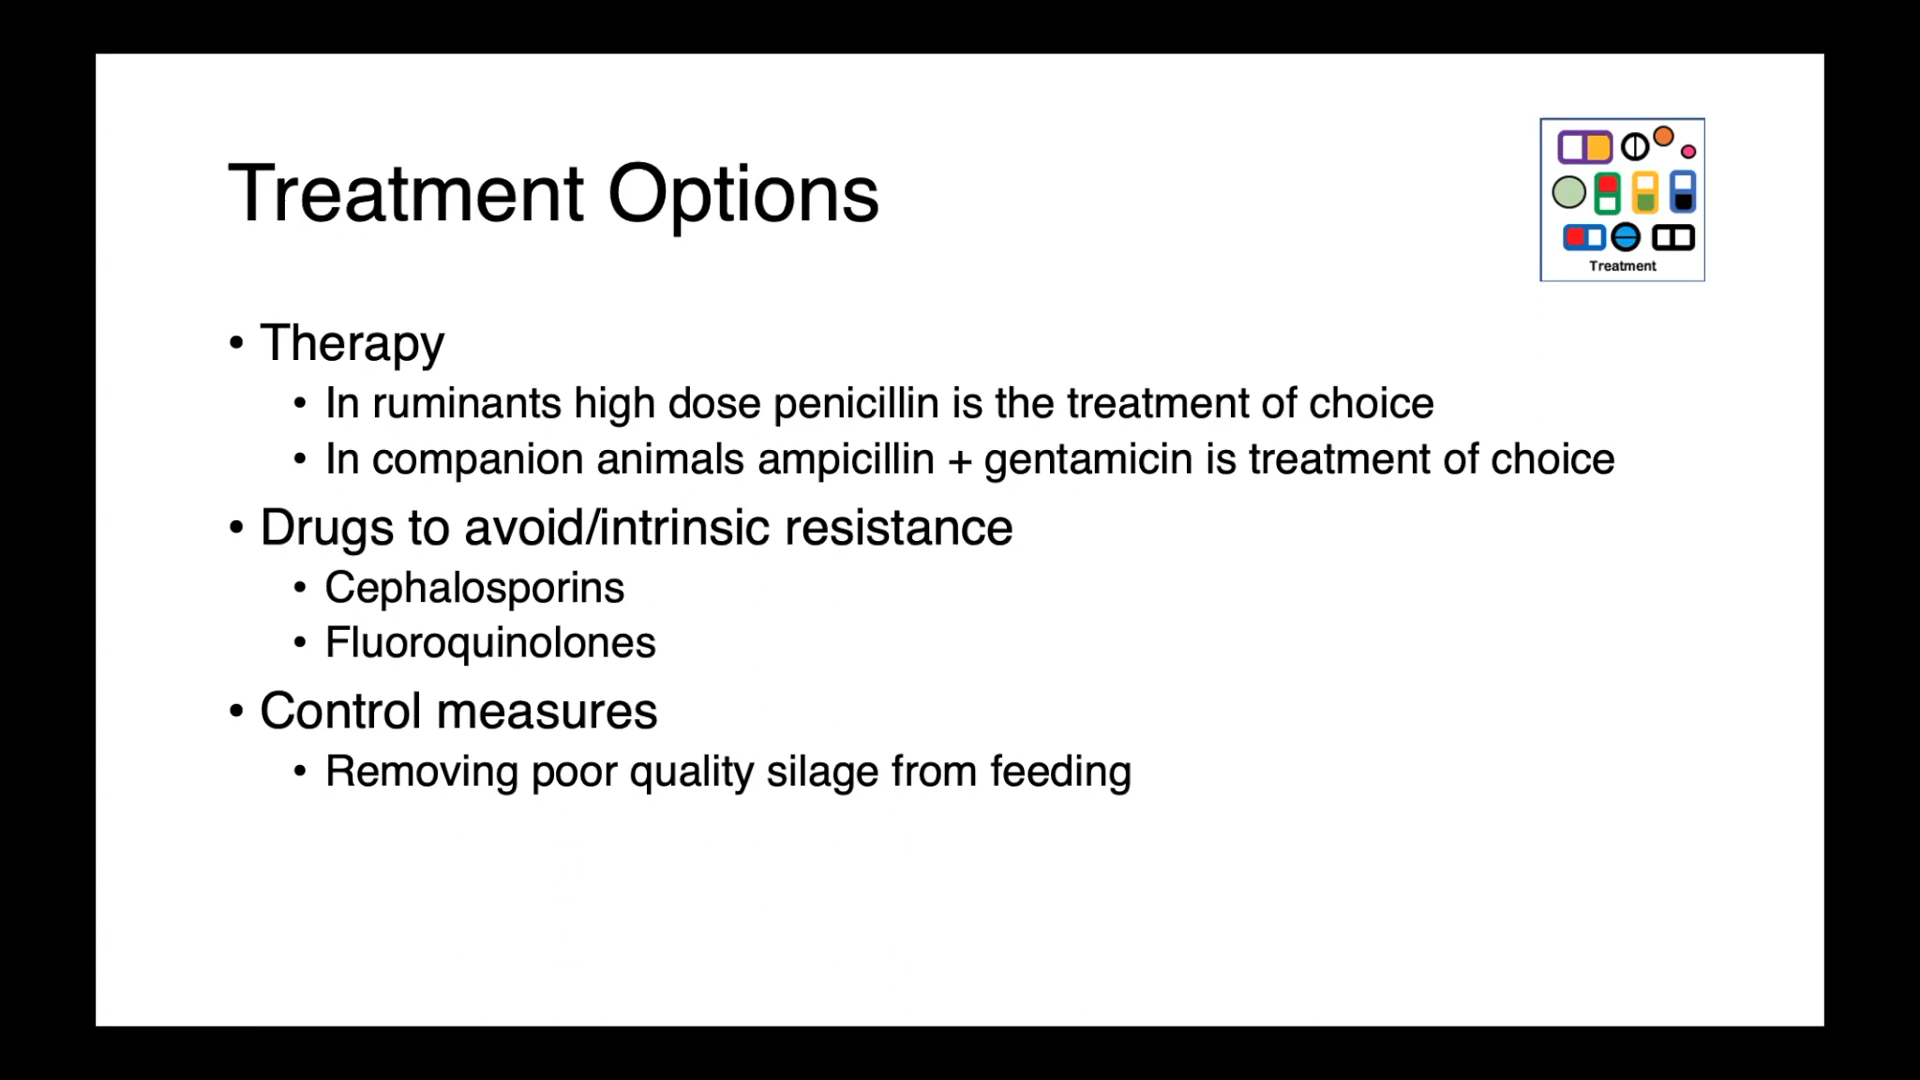 Treatment Options
Treatment
• Therapy
• In ruminants high dose penicillin is the treatment of choice
• In companion animals ampicillin + gentamicin is treatment of choice
• Drugs to avoid/intrinsic resistance
• Cephalosporins
• Fluoroquinolones
• Control measures
• Removing poor quality silage from feeding